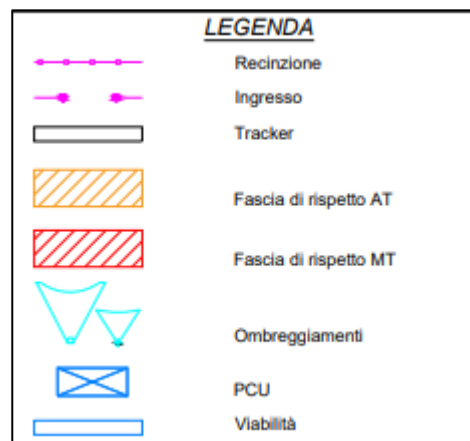 LEGENDA
Recinzione
Ingresso
Tracker
Fascia di rispetto AT
Fascia di rispetto MT
Ombreggiamenti
PCU
Viabilità